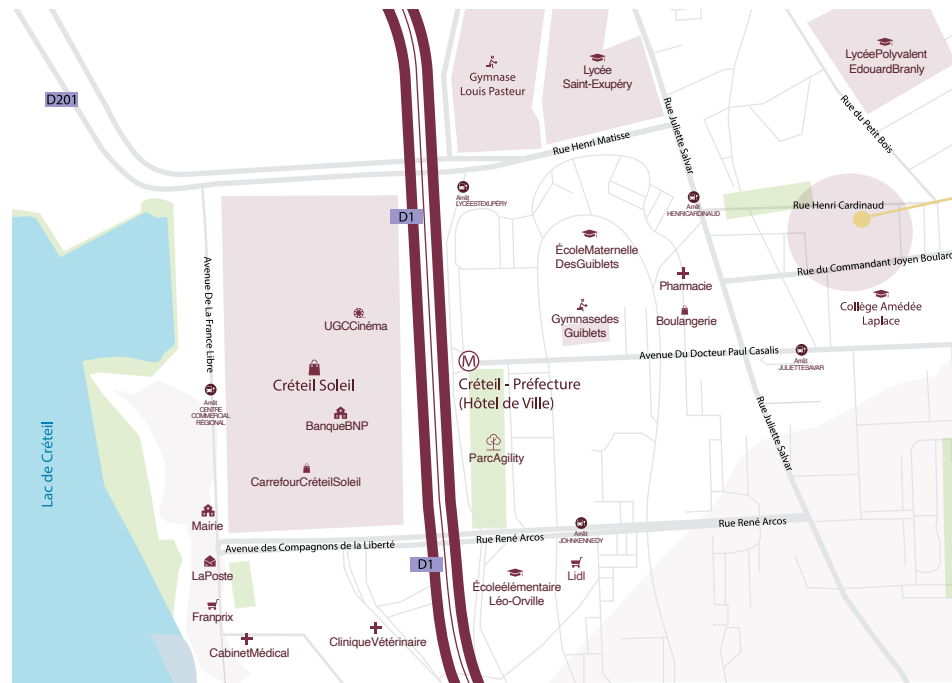 LycéePolyvalent
EdouardBranly
Gymnase
Louis Pasteur
Lycée
Saint-Exupéry
D201
Rue Juliette Salvar
Rue du Petit Bois
Rue Henri Matisse
Arrêt
LYCÉESTEXUPÉRY
Arrêt
HENRICARDINAUD
Rue Henri Cardinaud
D1
ÉcoleMaternelle
DesGuiblets
Avenue De La France Libre
Rue du Commandant Joyen Boulard
Pharmacie
Collège Amédée
Laplace
UGCCinéma
Gymnasedes
Guiblets
Boulangerie
Avenue Du Docteur Paul Casalis
Arrêt
JULIETTESAVAR
M
Créteil Soleil
Créteil - Préfecture
(Hôtel de Ville)
Arrêt
CENTRE
COMMERCIAL
RÉGIONAL
BanqueBNP
Rue Juliette Salvar
Lac de Créteil
ParcAgility
CarrefourCréteilSoleil
Mairie
Rue René Arcos
Rue René Arcos
Arrêt
JOHNKENNEDY
Avenue des Compagnons de la Liberté
D1
LaPoste
Lidl
Écoleélémentaire
Léo-Orville
Franprix
CabinetMédical
CliniqueVétérinaire